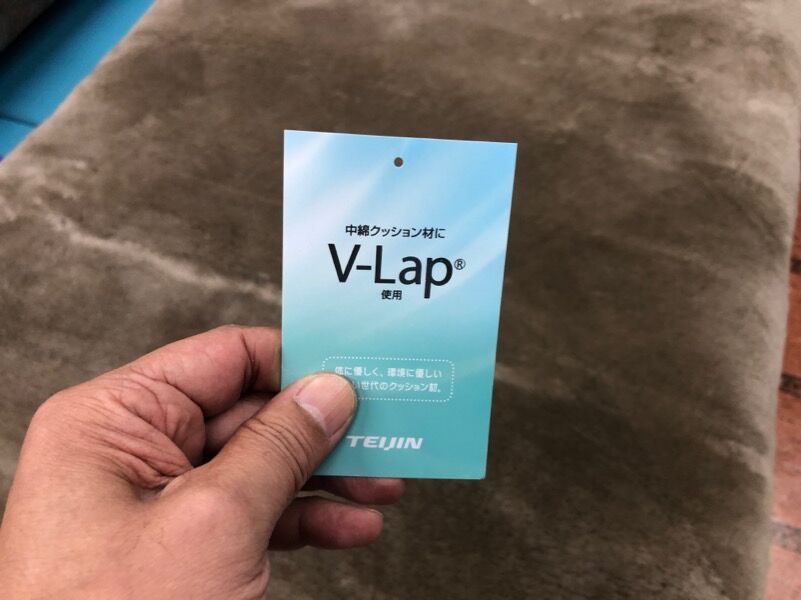 中綿クッション材に
V-Lap®
使用
体に優しく、環境に優しい
い世代のクッション材。
TEIJIN